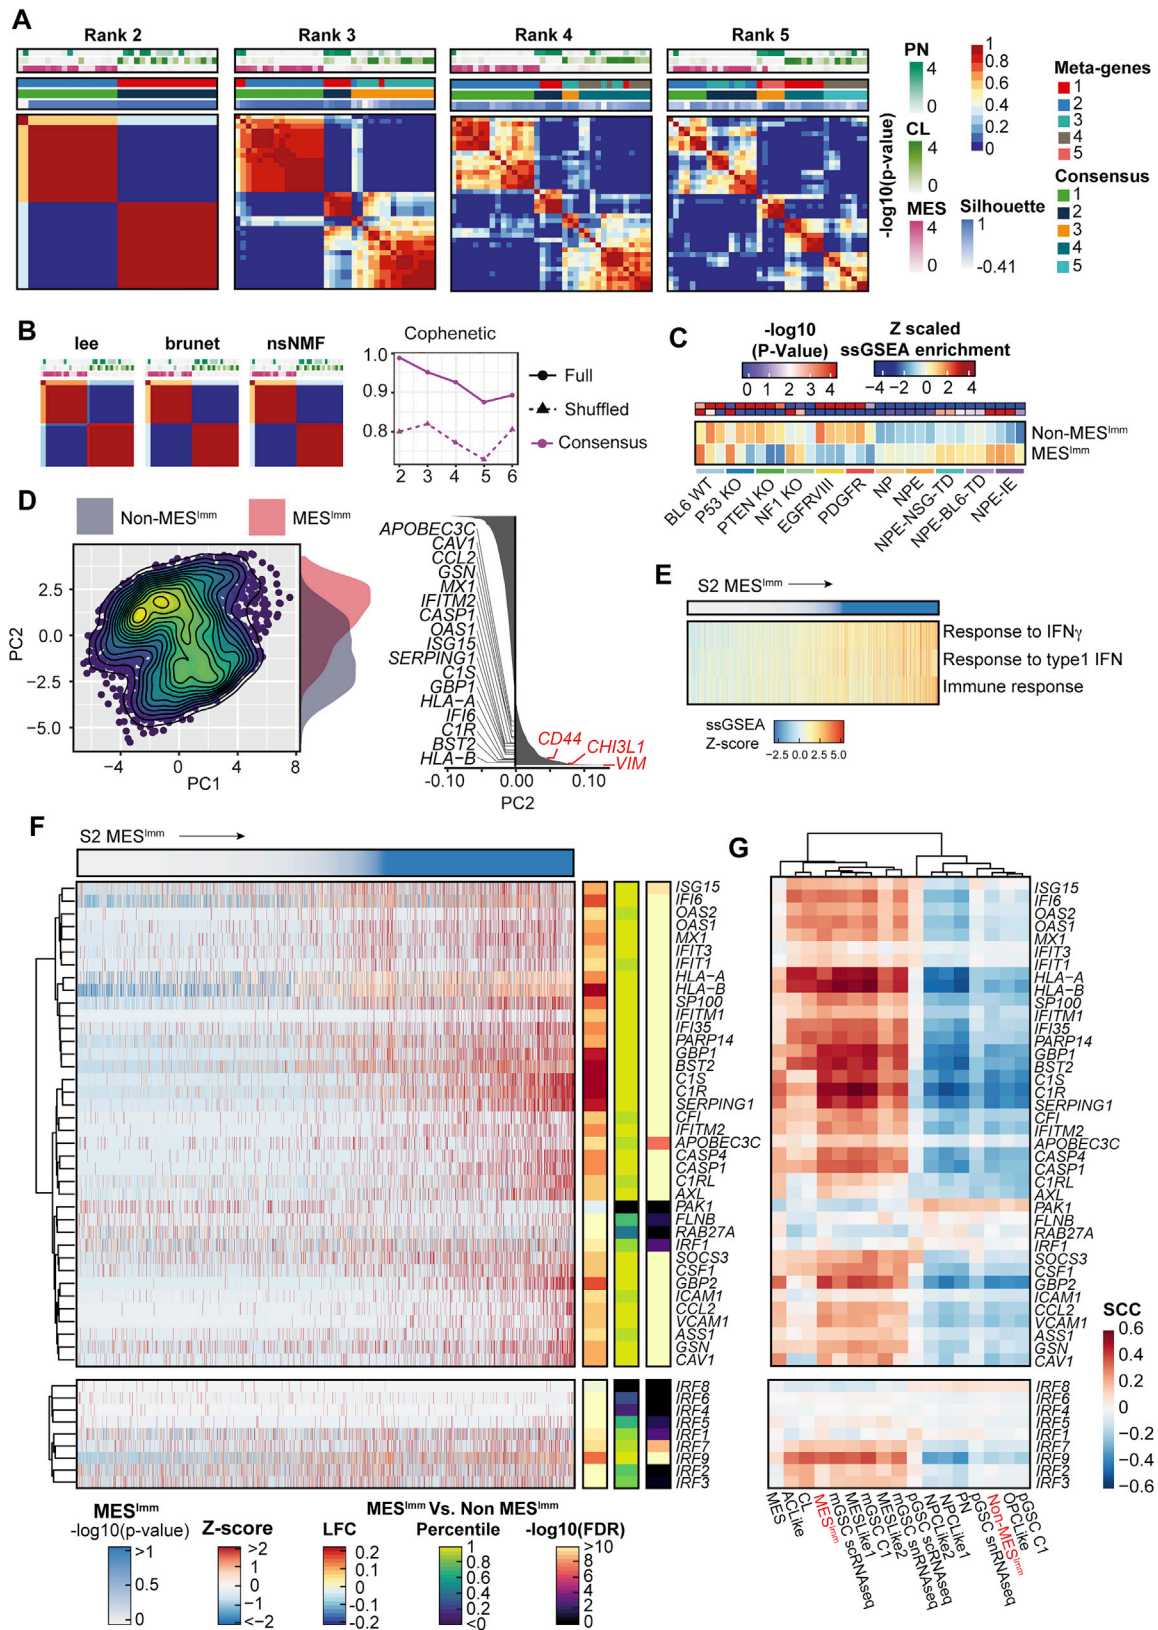 A
Rank 2
Rank 3
Rank 4
Rank 5
PN
4
0
CL
4
0
MES
4
0
-log10(p-value)
1
0.8
0.6
0.4
0.2
0
Silhouette
1
-0.41
Meta-genes
1
2
3
4
5
Consensus
1
2
3
4
5
B
lee
brunet
nsNMF
Cophenetic
1.0
0.9
0.8
2 3 4 5 6
Full
Shuffled
Consensus
C
-log10
(P-Value)
0 1 2 3 4
Z scaled
ssGSEA enrichment
−4 −2 0 2 4
Non-MESImm
MESImm
BL6 WT
P53 KO
PTEN KO
NF1 KO
EGFRVIII
PDGFR
NP
NPE
NPE-NSG-TD
NPE-BL6-TD
NPE-IE
D
Non-MESImm
MESImm
2.5
0.0
−2.5
−5.0
PC2
−4 0 4 8
PC1
APOBEC3C
CAV1
CCL2
GSN
MX1
IFITM2
CASP1
OAS1
ISG15
SERPING1
C1S
GBP1
HLA−A
IFI6
C1R
BST2
HLA−B
CD44
CHI3L1
VIM
-0.10 0.00 0.10
PC2
E
S2 MESImm
Response to IFNγ
Response to type1 IFN
Immune response
ssGSEA
Z-score
−2.5 0.0 2.5 5.0
F
S2 MESImm
ISG15
IFI6
OAS2
OAS1
MX1
IFIT3
IFIT1
HLA−A
HLA−B
SP100
IFITM1
IFI35
PARP14
GBP1
BST2
C1S
C1R
SERPING1
CFI
IFITM2
APOBEC3C
CASP4
CASP1
C1RL
AXL
PAK1
FLNB
RAB27A
IRF1
SOCS3
CSF1
GBP2
ICAM1
CCL2
VCAM1
ASS1
GSN
CAV1
IRF8
IRF6
IRF4
IRF5
IRF1
IRF7
IRF9
IRF2
IRF3
MESImm
-log10(p-value)
>1
0.5
0
Z-score
>2
1
0
−1
<−2
MESImm Vs. Non MESImm
LFC
0.2
0.1
0
-0.1
-0.2
Percentile
1
0.8
0.6
0.4
0.2
<0
-log10(FDR)
>10
8
6
4
2
0
G
ISG15
IFI6
OAS2
OAS1
MX1
IFIT3
IFIT1
HLA−A
HLA−B
SP100
IFITM1
IFI35
PARP14
GBP1
BST2
C1S
C1R
SERPING1
CFI
IFITM2
APOBEC3C
CASP4
CASP1
C1RL
AXL
PAK1
FLNB
RAB27A
IRF1
SOCS3
CSF1
GBP2
ICAM1
CCL2
VCAM1
ASS1
GSN
CAV1
IRF8
IRF6
IRF4
IRF5
IRF1
IRF7
IRF9
IRF2
IRF3
SCC
0.6
0.4
0.2
0
−0.2
−0.4
−0.6
MES
ACLike
CL
MESImm
mGSC scRNAseq
MESLike1
mGSC C1
MESLike2
mGSC snRNAseq
pGSC scRNAseq
NPCLike2
NPCLike1
PN
pGSC snRNAseq
Non-MESImm
OPCLike
pGSC C1